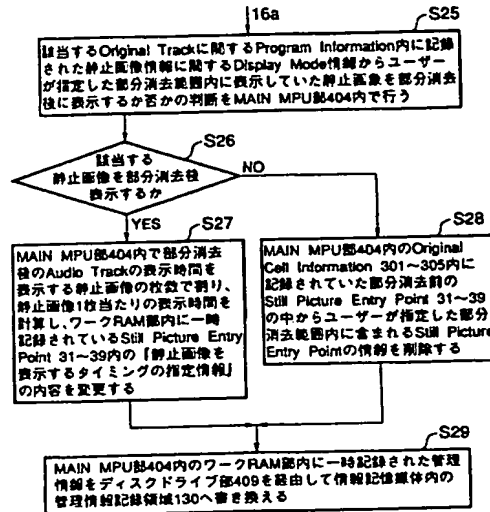 16a
S25
該当するOriginal Trackに関するProgram Information内に記録
された静止画像情報に関するDisplay Mode情報からユーザー
が指定した部分消去範囲内に表示していた静止画象を部分消去
後に表示するか否かの判断をMAIN MPU部404内で行う
S26
該当する
静止画像を部分消去後
表示するか
NO
YES
S27
MAIN MPU部404内で部分消去
後のAudio Trackの表示時間を
表示する静止画像の枚数で割り、
静止画像1枚当たりの表示時間を
計算し、ワークRAM部内に一時
記録されているStill Picture Entry
Point 31~39内の『静止画像を
表示するタイミングの指定情報』
の内容を変更する
S28
MAIN MPU部404内のOriginal
Cell Information 301~305内に
記録されていた部分消去前の
Still Picture Entry Point 31~39
の中からユーザーが指定した部分
消去範囲内に含まれるStill Picture
Entry Pointの情報を削除する
S29
MAIN MPU部404内のワークRAM部内に一時記録された管理
情報をディスクドライブ部409を経由して情報記憶媒体内の
管理情報記録領域130へ書き換える